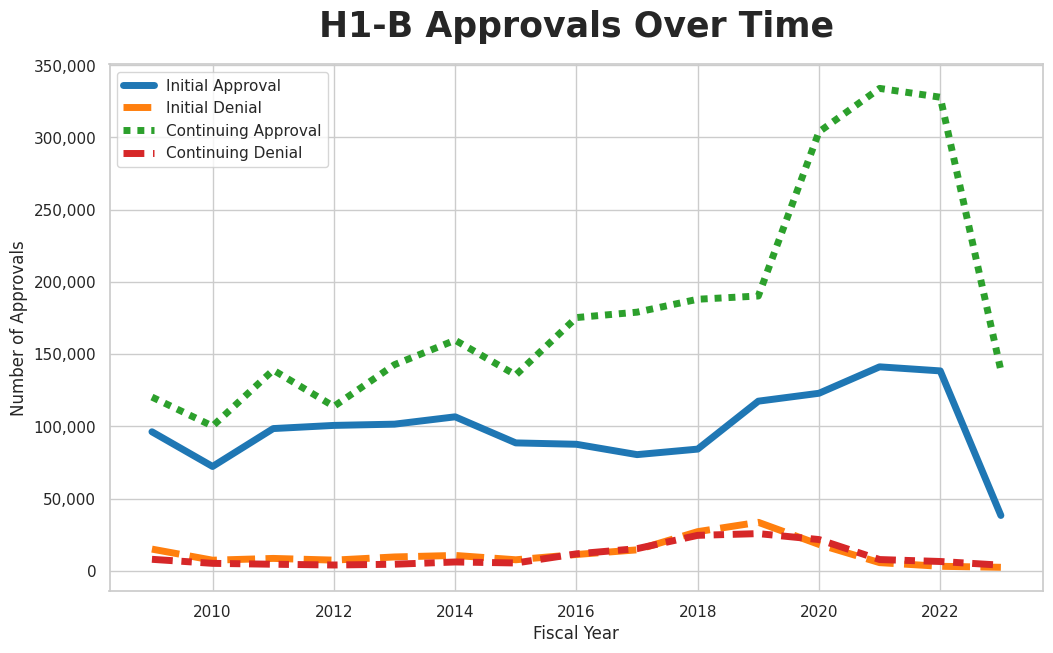 H1-B Approvals Over Time
350,000
300,000
250,000
200,000
150,000
100,000
50,000
0
Number of Approvals
Initial Approval
Initial Denial
Continuing Approval
Continuing Denial
2010
2012
2014
2016
2018
2020
2022
Fiscal Year